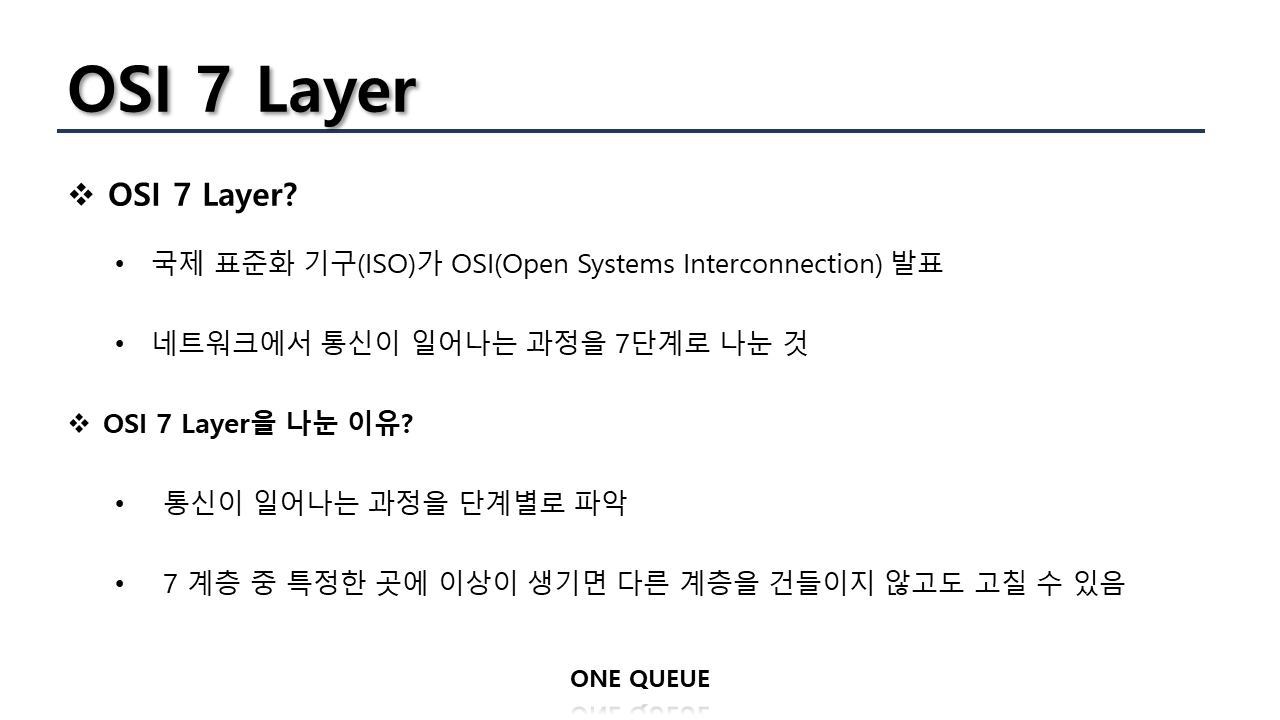 OSI 7 Layer
❖ OSI 7 Layer?
• 국제 표준화 기구(ISO)가 OSI(Open Systems Interconnection) 발표
• 네트워크에서 통신이 일어나는 과정을 7단계로 나눈 것
❖ OSI 7 Layer을 나눈 이유?
• 통신이 일어나는 과정을 단계별로 파악
• 7 계층 중 특정한 곳에 이상이 생기면 다른 계층을 건들이지 않고도 고칠 수 있음
ONE QUEUE